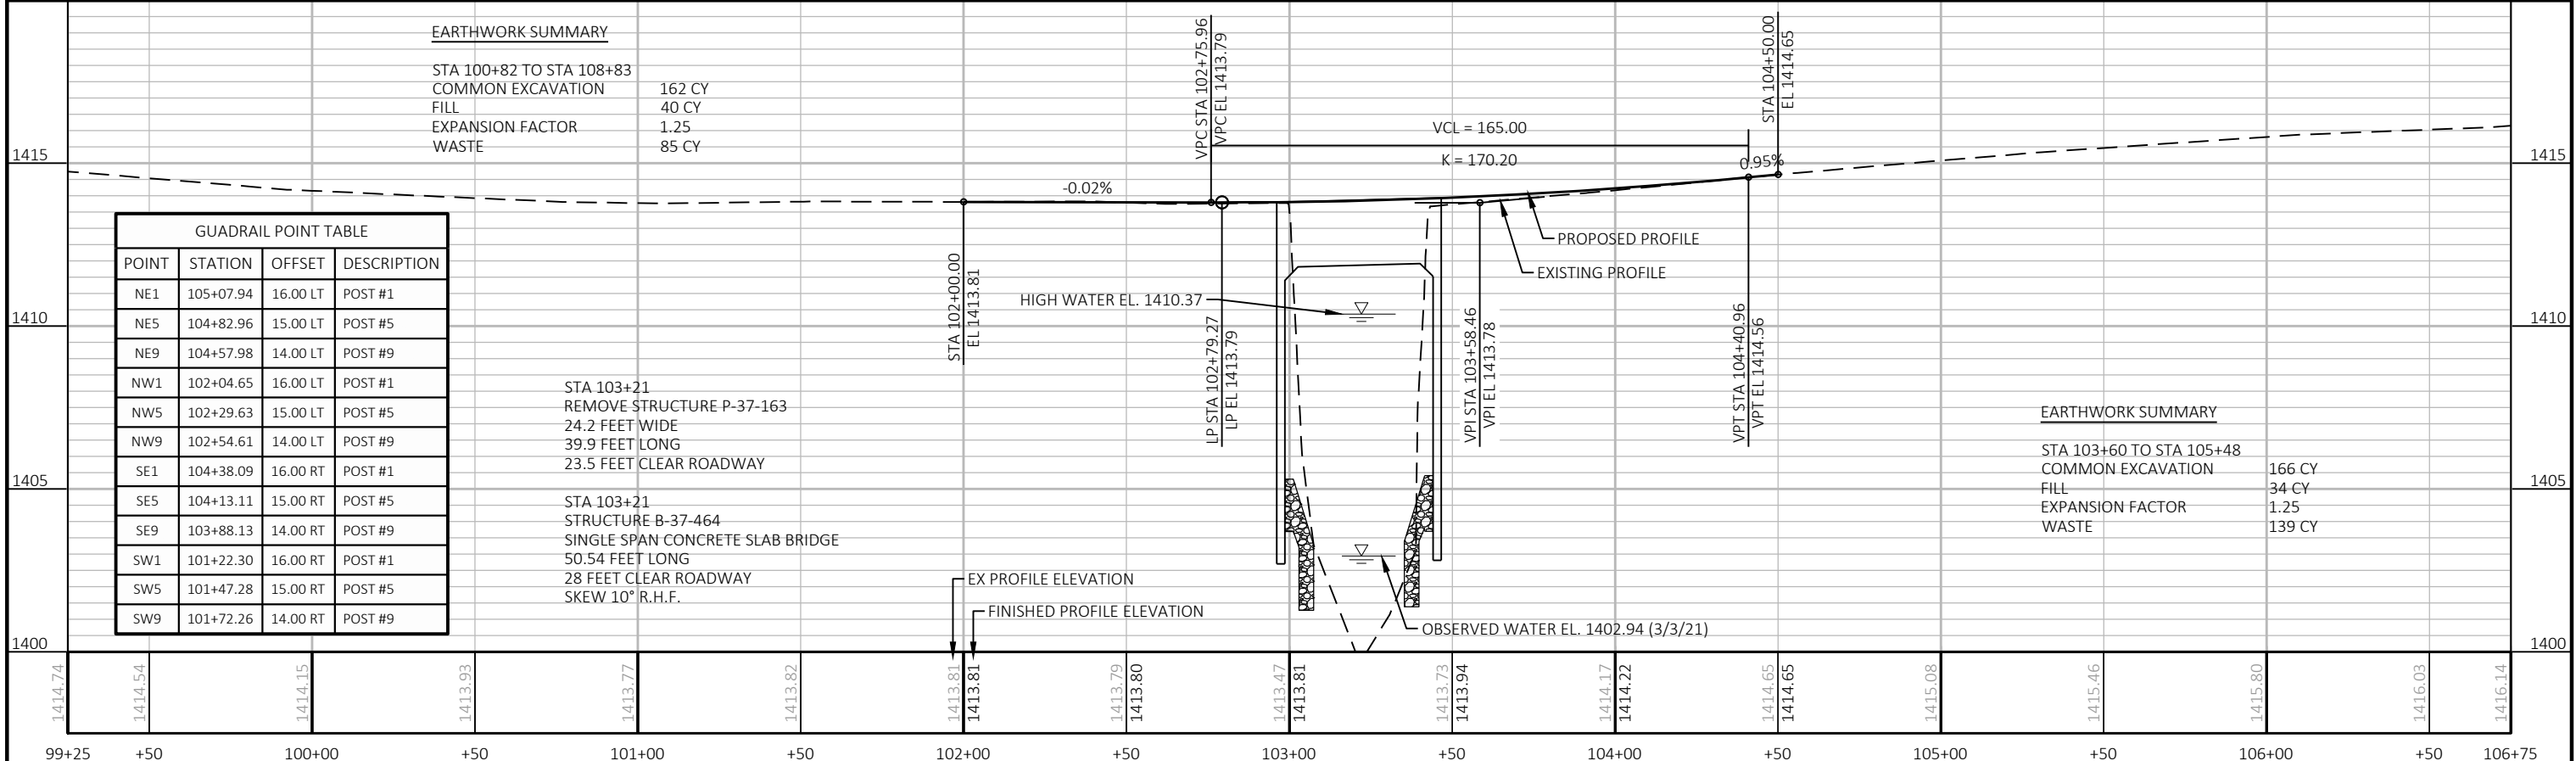 EARTHWORK SUMMARY
STA 100+82 TO STA 108+83
COMMON EXCAVATION 162 CY
FILL 40 CY
EXPANSION FACTOR 1.25
WASTE 85 CY
VPC STA 102+75.96
VPC EL 1413.79
VCL = 165.00
K = 170.20
STA 104+50.00
EL 1414.65
0.95%
-0.02%
1415
1415
GUADRAIL POINT TABLE
POINT STATION OFFSET DESCRIPTION
NE1 105+07.94 16.00 LT POST #1
NE5 104+82.96 15.00 LT POST #5
NE9 104+57.98 14.00 LT POST #9
NW1 102+04.65 16.00 LT POST #1
NW5 102+29.63 15.00 LT POST #5
NW9 102+54.61 14.00 LT POST #9
SE1 104+38.09 16.00 RT POST #1
SE5 104+13.11 15.00 RT POST #5
SE9 103+88.13 14.00 RT POST #9
SW1 101+22.30 16.00 RT POST #1
SW5 101+47.28 15.00 RT POST #5
SW9 101+72.26 14.00 RT POST #9
PROPOSED PROFILE
EXISTING PROFILE
STA 102+00.00
EL 1413.81
HIGH WATER EL. 1410.37
LP STA 102+79.27
LP EL 1413.79
VPI STA 103+58.46
VPI EL 1413.78
VPT STA 104+40.96
VPT EL 1414.56
1410
1410
STA 103+21
REMOVE STRUCTURE P-37-163
24.2 FEET WIDE
39.9 FEET LONG
23.5 FEET CLEAR ROADWAY
STA 103+21
STRUCTURE B-37-464
SINGLE SPAN CONCRETE SLAB BRIDGE
50.54 FEET LONG
28 FEET CLEAR ROADWAY
SKEW 10° R.H.F.
EARTHWORK SUMMARY
STA 103+60 TO STA 105+48
COMMON EXCAVATION 166 CY
FILL 34 CY
EXPANSION FACTOR 1.25
WASTE 139 CY
1405
1405
EX PROFILE ELEVATION
FINISHED PROFILE ELEVATION
OBSERVED WATER EL. 1402.94 (3/3/21)
1400
1400
1414.74
1414.54
1414.15
1413.93
1413.77
1413.82
1413.81
1413.81
1413.79
1413.80
1413.47
1413.81
1413.73
1413.94
1414.17
1414.22
1414.65
1414.65
1415.08
1415.46
1415.80
1416.03
1416.14
99+25 +50 100+00 +50 101+00 +50 102+00 +50 103+00 +50 104+00 +50 105+00 +50 106+00 +50 106+75